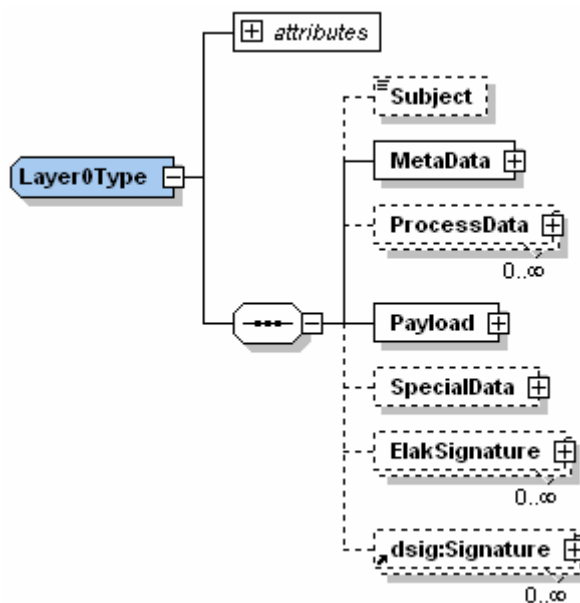 attributes
Subject
Layer0Type
MetaData
ProcessData
0..∞
Payload
SpecialData
ElakSignature
0..∞
dsig:Signature
0..∞